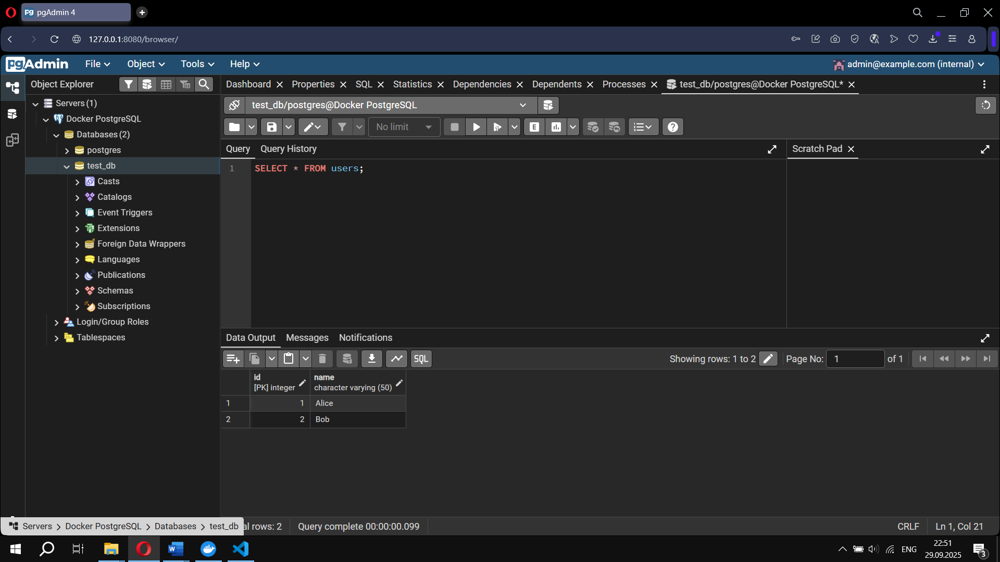 pgAdmin 4
127.0.0.1:8080/browser/
pgAdmin File Object Tools Help admin@example.com (internal)
Object Explorer
Dashboard Properties SQL Statistics Dependencies Dependents Processes test_db/postgres@Docker PostgreSQL*
Servers (1)
Docker PostgreSQL
Databases (2)
postgres
test_db
Casts
Catalogs
Event Triggers
Extensions
Foreign Data Wrappers
Languages
Publications
Schemas
Subscriptions
Login/Group Roles
Tablespaces
test_db/postgres@Docker PostgreSQL
No limit E
Query Query History
Scratch Pad
1 SELECT * FROM users;
Data Output Messages Notifications
SQL Showing rows: 1 to 2 Page No: 1 of 1
id name
[PK] integer character varying (50)
1 1 Alice
2 2 Bob
Servers Docker PostgreSQL Databases test_db
al rows: 2 Query complete 00:00:00.099 CRLF Ln 1, Col 21
ENG 22:51
29.09.2025 3